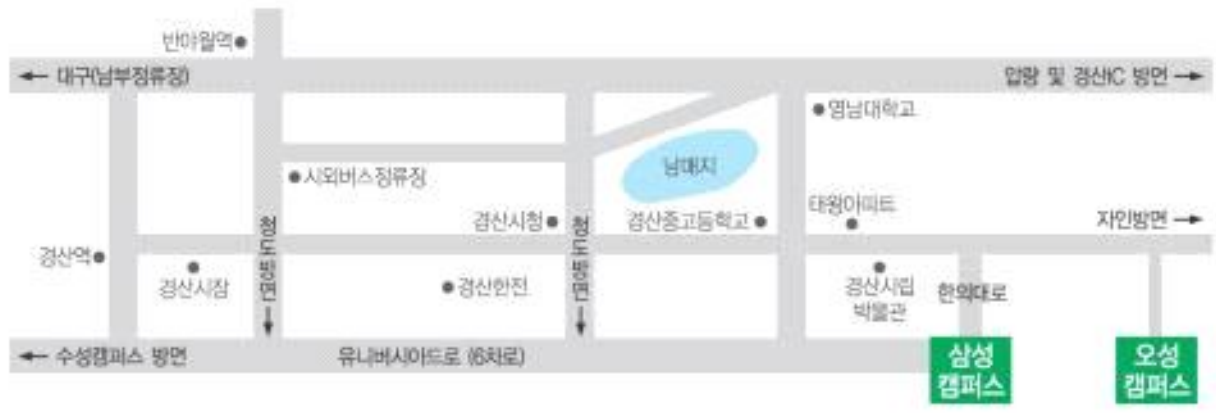 반야월역
← 대구(남부정류장)
압량 및 경산IC 방면 →
영남대학교
남매지
시외버스정류장
태왕아파트
경산시청
경산중고등학교
자인방면 →
청도방면
청도방면
경산역
경산시장
경산한전
경산시립
박물관
한의대로
← 수성캠퍼스 방면
유니버시아드로 (6차로)
삼성
캠퍼스
오성
캠퍼스